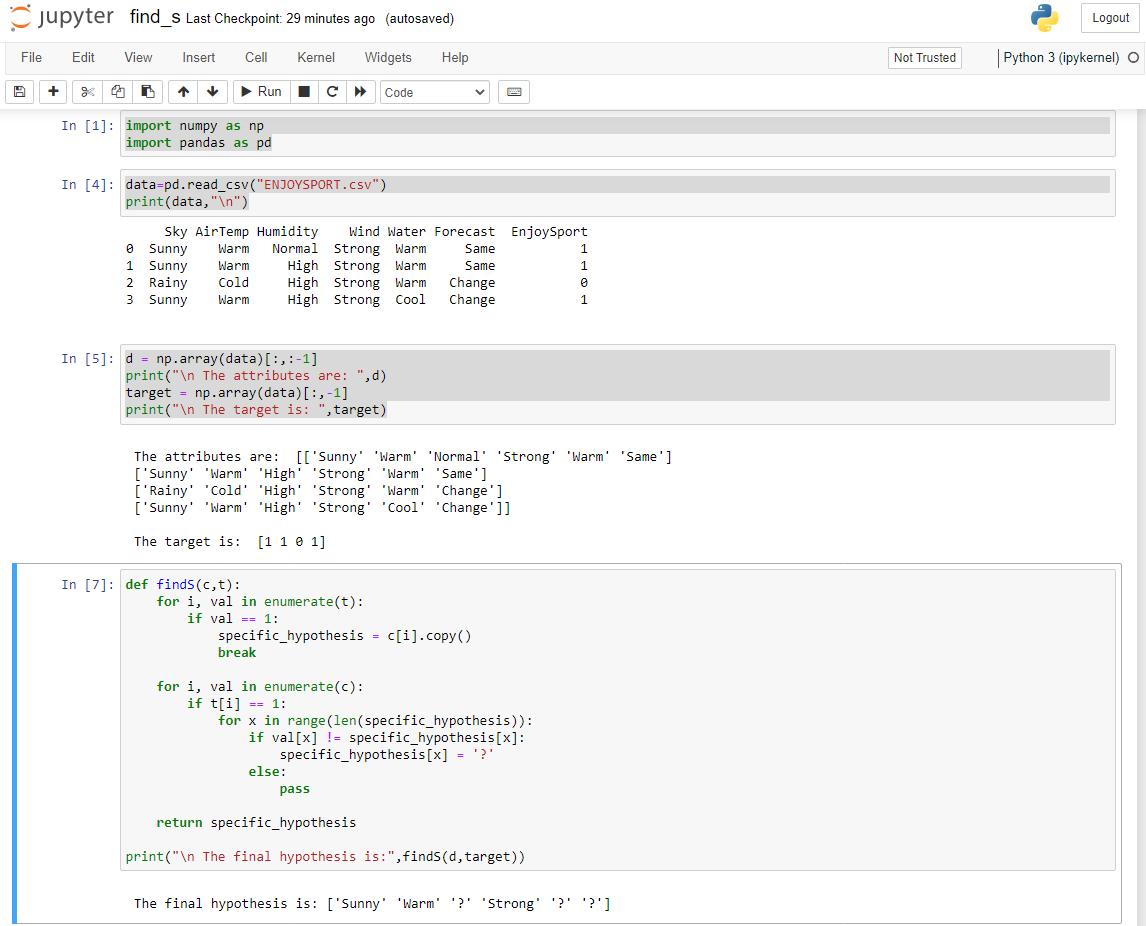 jupyter find_s Last Checkpoint: 29 minutes ago (autosaved) Logout
File Edit View Insert Cell Kernel Widgets Help Not Trusted Python 3 (ipykernel)
Run Code
In [1]: import numpy as np
import pandas as pd
In [4]: data=pd.read_csv("ENJOYSPORT.csv")
print(data,"\n")
Sky AirTemp Humidity Wind Water Forecast EnjoySport
0 Sunny Warm Normal Strong Warm Same 1
1 Sunny Warm High Strong Warm Same 1
2 Rainy Cold High Strong Warm Change 0
3 Sunny Warm High Strong Cool Change 1
In [5]: d = np.array(data)[:,:-1]
print("\n The attributes are: ",d)
target = np.array(data)[:,-1]
print("\n The target is: ",target)
The attributes are:  [['Sunny' 'Warm' 'Normal' 'Strong' 'Warm' 'Same']
['Sunny' 'Warm' 'High' 'Strong' 'Warm' 'Same']
['Rainy' 'Cold' 'High' 'Strong' 'Warm' 'Change']
['Sunny' 'Warm' 'High' 'Strong' 'Cool' 'Change']]
The target is:  [1 1 0 1]
In [7]: def findS(c,t):
    for i, val in enumerate(t):
        if val == 1:
            specific_hypothesis = c[i].copy()
            break
    for i, val in enumerate(c):
        if t[i] == 1:
            for x in range(len(specific_hypothesis)):
                if val[x] != specific_hypothesis[x]:
                    specific_hypothesis[x] = '?'
                else:
                    pass
    return specific_hypothesis
print("\n The final hypothesis is:",findS(d,target))
The final hypothesis is: ['Sunny' 'Warm' '?' 'Strong' '?' '?']